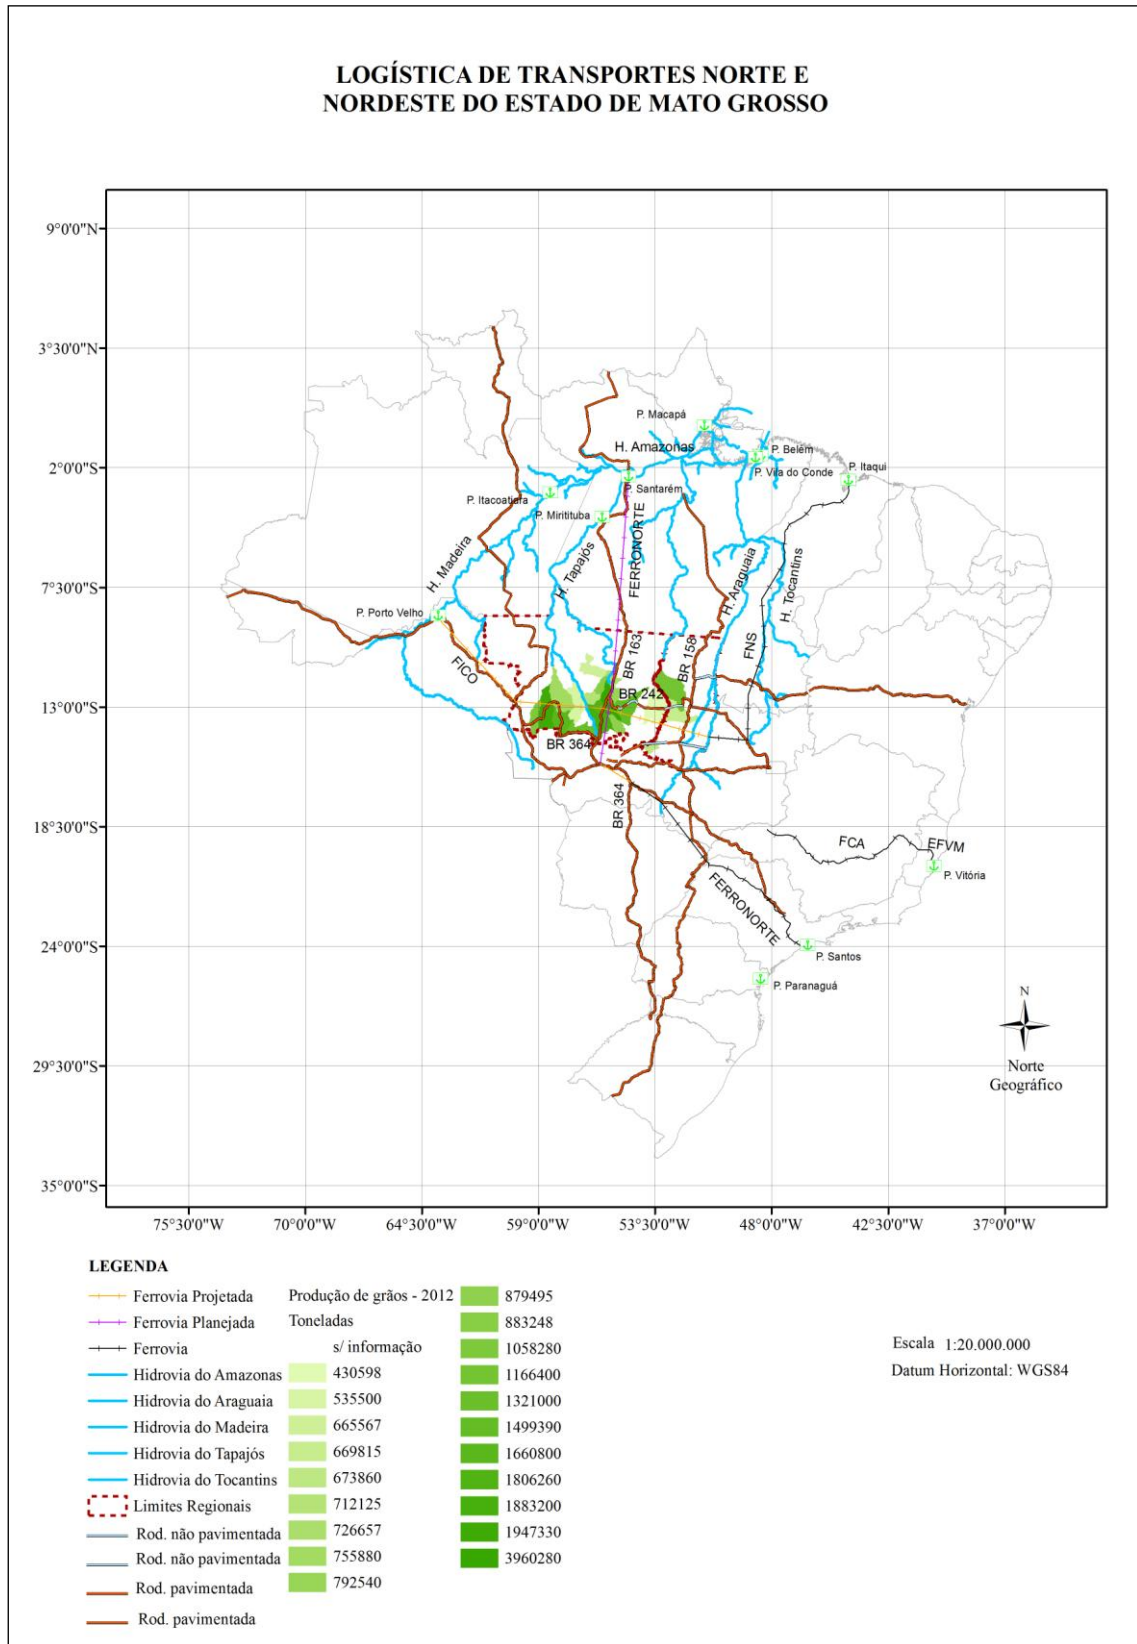 LOGÍSTICA DE TRANSPORTES NORTE E
NORDESTE DO ESTADO DE MATO GROSSO
9°0'0"N
3°30'0"N
2°0'0"S
7°30'0"S
13°0'0"S
18°30'0"S
24°0'0"S
29°30'0"S
35°0'0"S
75°30'0"W
70°0'0"W
64°30'0"W
59°0'0"W
53°30'0"W
48°0'0"W
42°30'0"W
37°0'0"W
P. Macapá
H. Amazonas
P. Belém
P. Vila do Conde
P. Itaqui
P. Santarém
P. Itacoatiara
P. Miritituba
H. Madeira
H. Tapajós
FERRONORTE
H. Araguaia
H. Tocantins
P. Porto Velho
FICO
BR 163
BR 158
FNS
BR 242
BR 364
BR 364
FCA
EFVM
P. Vitória
FERRONORTE
P. Santos
P. Paranaguá
N
Norte
Geográfico
LEGENDA
Ferrovia Projetada
Ferrovia Planejada
Ferrovia
Hidrovia do Amazonas
Hidrovia do Araguaia
Hidrovia do Madeira
Hidrovia do Tapajós
Hidrovia do Tocantins
Limites Regionais
Rod. não pavimentada
Rod. não pavimentada
Rod. pavimentada
Rod. pavimentada
Produção de grãos - 2012
Toneladas
s/ informação
430598
535500
665567
669815
673860
712125
726657
755880
792540
879495
883248
1058280
1166400
1321000
1499390
1660800
1806260
1883200
1947330
3960280
Escala 1:20.000.000
Datum Horizontal: WGS84